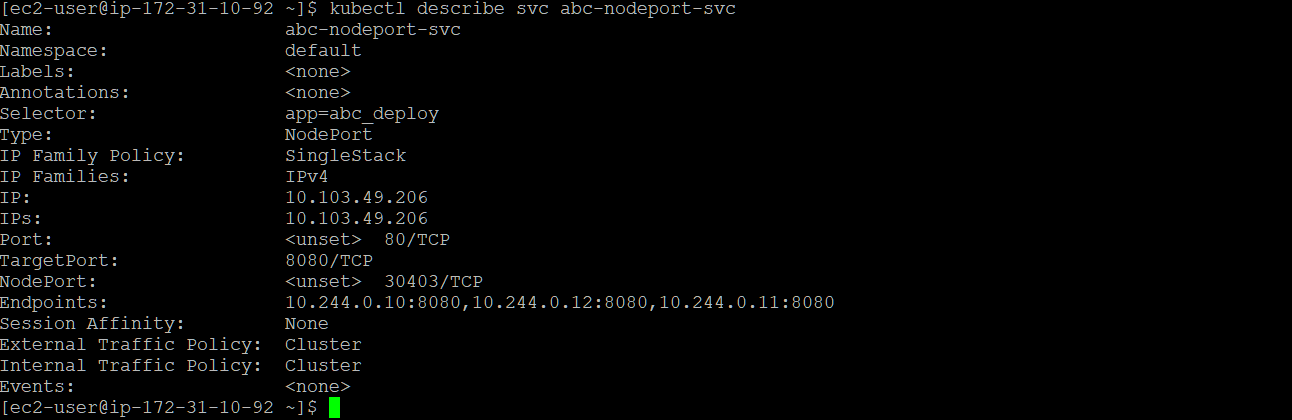 [ec2-user@ip-172-31-10-92 ~]$ kubectl describe svc abc-nodeport-svc
Name:                     abc-nodeport-svc
Namespace:                default
Labels:                   <none>
Annotations:              <none>
Selector:                 app=abc_deploy
Type:                     NodePort
IP Family Policy:         SingleStack
IP Families:              IPv4
IP:                       10.103.49.206
IPs:                      10.103.49.206
Port:                     <unset>  80/TCP
TargetPort:               8080/TCP
NodePort:                 <unset>  30403/TCP
Endpoints:                10.244.0.10:8080,10.244.0.12:8080,10.244.0.11:8080
Session Affinity:         None
External Traffic Policy:  Cluster
Internal Traffic Policy:  Cluster
Events:                   <none>
[ec2-user@ip-172-31-10-92 ~]$